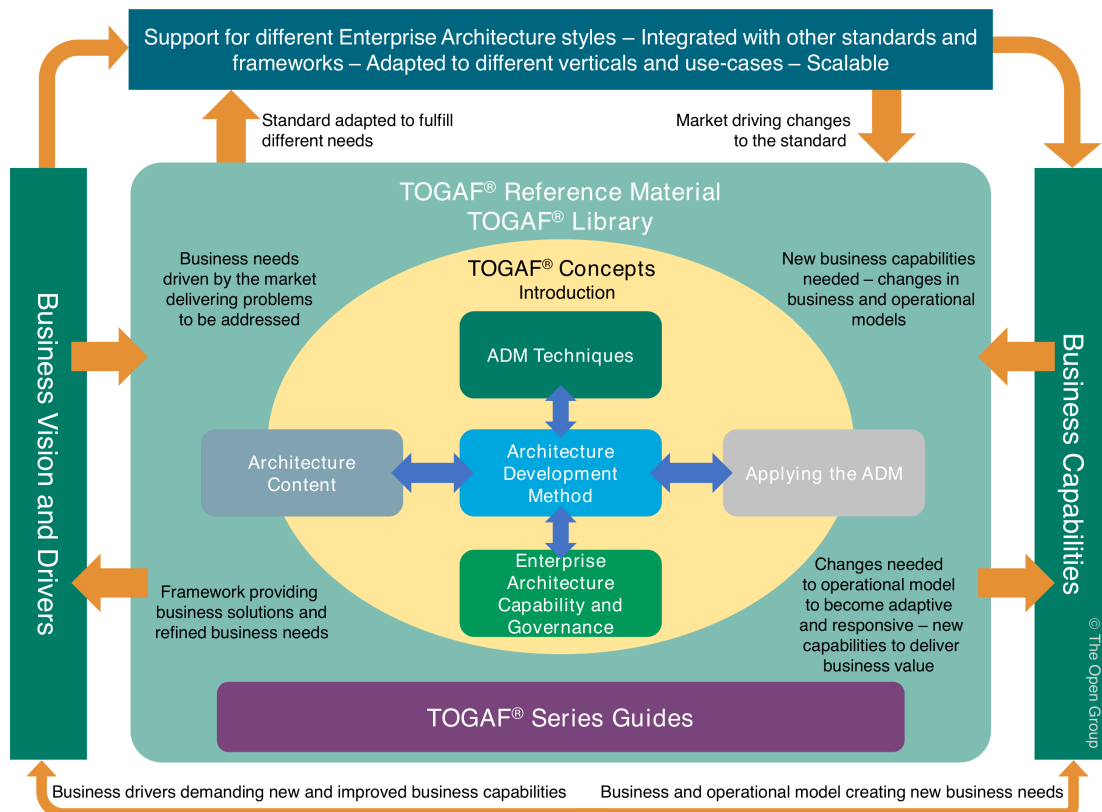 Support for different Enterprise Architecture styles – Integrated with other standards and
frameworks – Adapted to different verticals and use-cases – Scalable
Standard adapted to fulfill
different needs
Market driving changes
to the standard
TOGAF® Reference Material
TOGAF® Library
Business needs
driven by the market
delivering problems
to be addressed
TOGAF® Concepts
Introduction
New business capabilities
needed – changes in
business and operational
models
Business Vision and Drivers
ADM Techniques
Architecture
Content
Architecture
Development
Method
Applying the ADM
Business Capabilities
Framework providing
business solutions and
refined business needs
Enterprise
Architecture
Capability and
Governance
Changes needed
to operational model
to become adaptive
and responsive – new
capabilities to deliver
business value
TOGAF® Series Guides
© The Open Group
Business drivers demanding new and improved business capabilities
Business and operational model creating new business needs